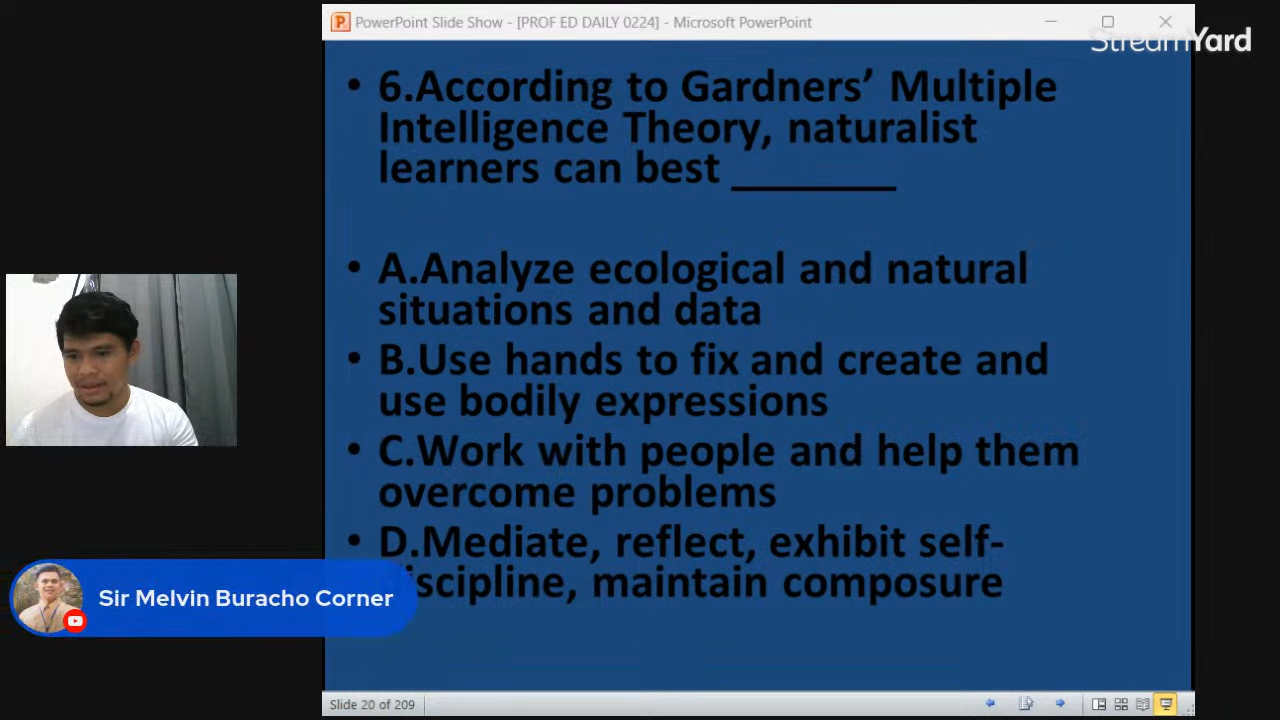 PowerPoint Slide Show - [PROF ED DAILY 0224] - Microsoft PowerPoint
StreamYard
• 6.According to Gardners’ Multiple
Intelligence Theory, naturalist
learners can best _______
• A.Analyze ecological and natural
situations and data
• B.Use hands to fix and create and
use bodily expressions
• C.Work with people and help them
overcome problems
• D.Mediate, reflect, exhibit self-
iscipline, maintain composure
Sir Melvin Buracho Corner
Slide 20 of 209